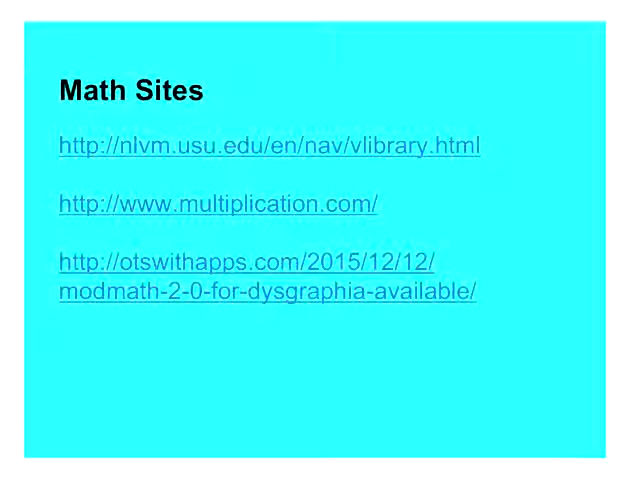 Math Sites
http://nlvm.usu.edu/en/nav/vlibrary.html
http://www.multiplication.com/
http://otswithapps.com/2015/12/12/
modmath-2-0-for-dysgraphia-available/